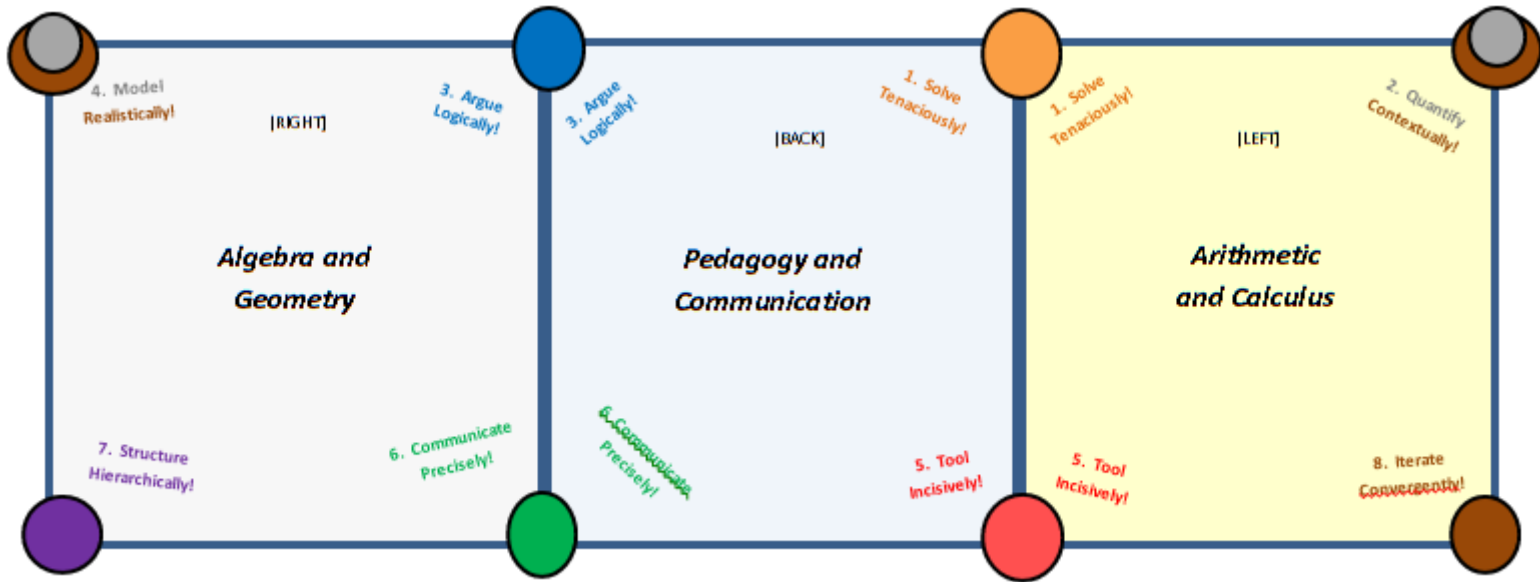 4. Model
Realistically!
3. Argue
Logically!
|RIGHT]
Algebra and
Geometry
7. Structure
Hierarchically!
6. Communicate
Precisely!
3. Argue
Logically!
1. Solve
Tenaciously!
|BACK]
Pedagogy and
Communication
6. Communicate
Precisely!
5. Tool
Incisively!
1. Solve
Tenaciously!
2. Quantify
Contextually!
|LEFT]
Arithmetic
and Calculus
5. Tool
Incisively!
8. Iterate
Convergently!